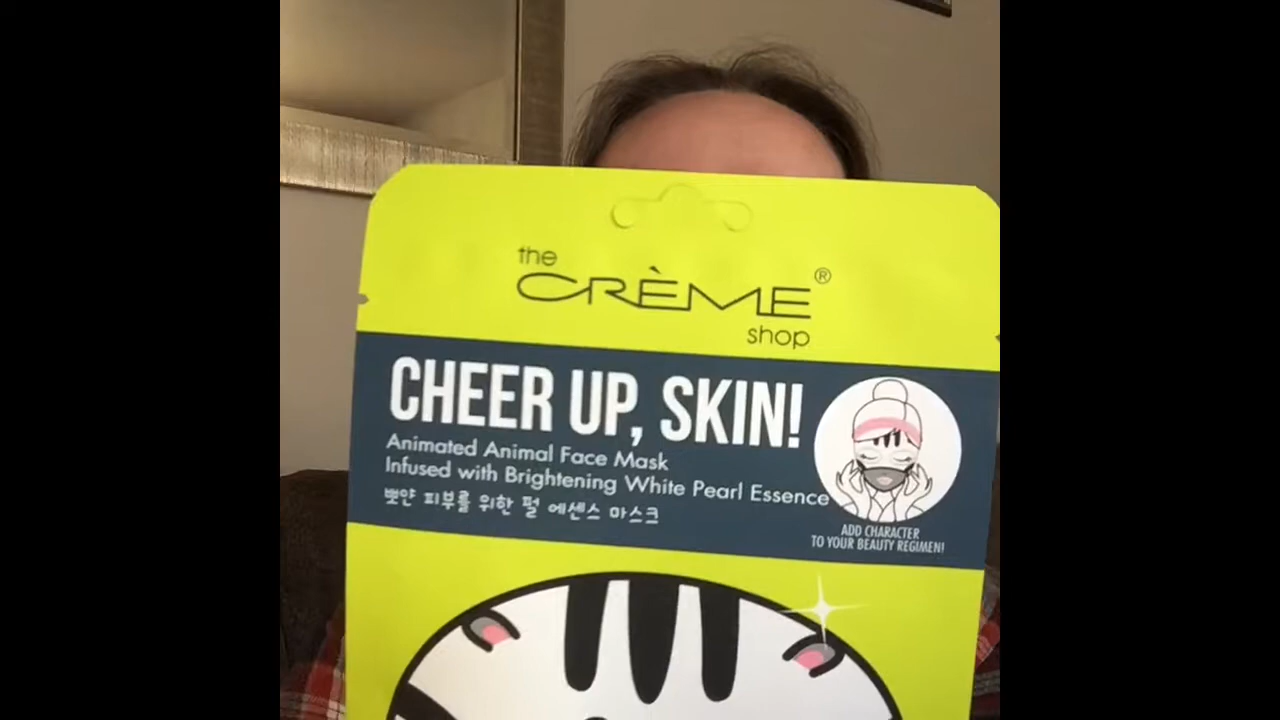 the
CRÈME®
shop
CHEER UP, SKIN!
Animated Animal Face Mask
Infused with Brightening White Pearl Essence
뽀얀 피부를 위한 펄 에센스 마스크
ADD CHARACTER
TO YOUR BEAUTY REGIMEN!